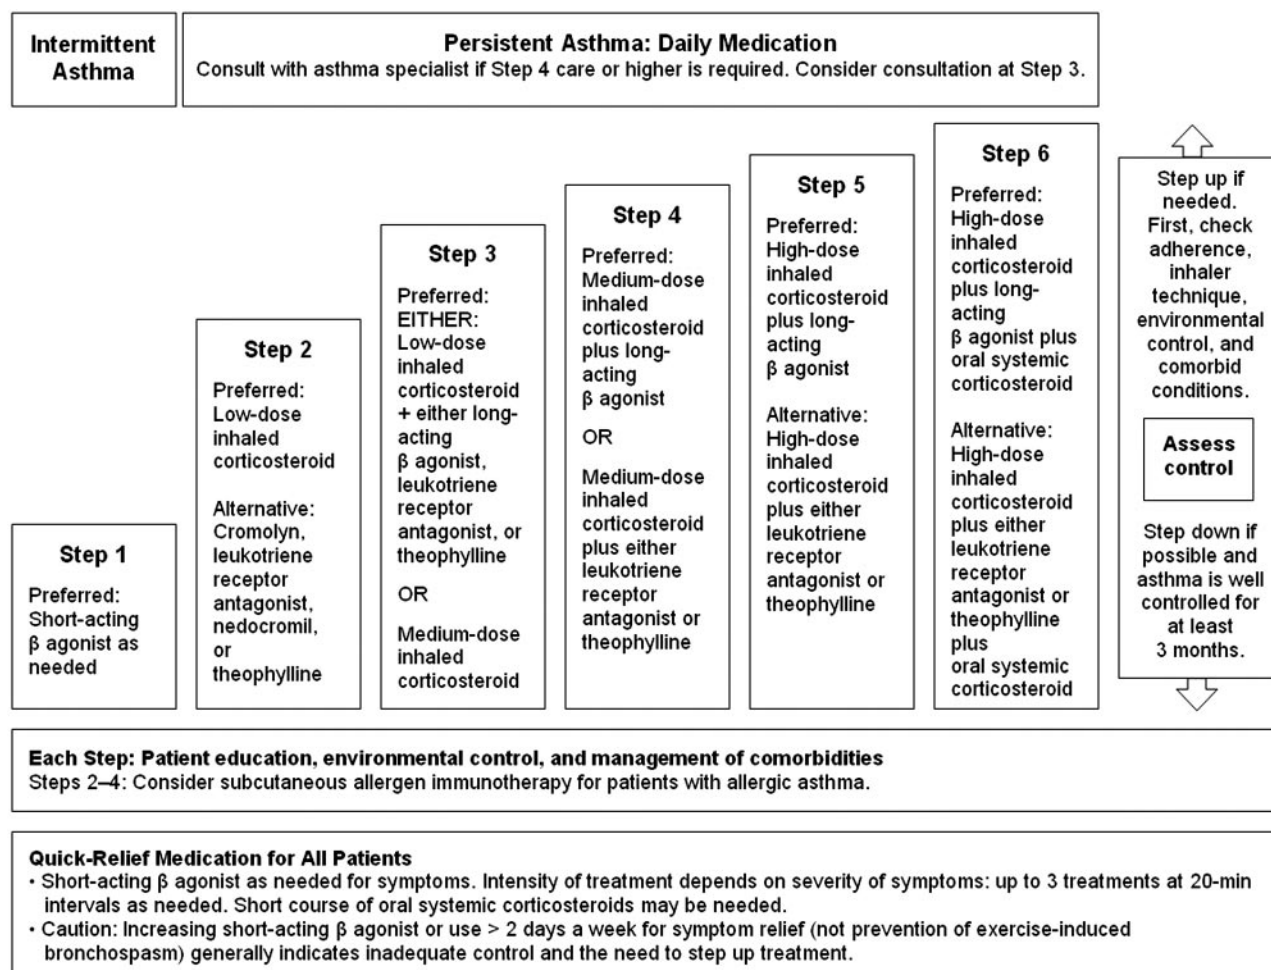 Intermittent
Asthma
Persistent Asthma: Daily Medication
Consult with asthma specialist if Step 4 care or higher is required. Consider consultation at Step 3.
Step 1
Preferred:
Short-acting
β agonist as
needed
Step 2
Preferred:
Low-dose
inhaled
corticosteroid
Alternative:
Cromolyn,
leukotriene
receptor
antagonist,
nedocromil,
or
theophylline
Step 3
Preferred:
EITHER:
Low-dose
inhaled
corticosteroid
+ either long-
acting
β agonist,
leukotriene
receptor
antagonist, or
theophylline
OR
Medium-dose
inhaled
corticosteroid
Step 4
Preferred:
Medium-dose
inhaled
corticosteroid
plus long-
acting
β agonist
OR
Medium-dose
inhaled
corticosteroid
plus either
leukotriene
receptor
antagonist or
theophylline
Step 5
Preferred:
High-dose
inhaled
corticosteroid
plus long-
acting
β agonist
Alternative:
High-dose
inhaled
corticosteroid
plus either
leukotriene
receptor
antagonist or
theophylline
Step 6
Preferred:
High-dose
inhaled
corticosteroid
plus long-
acting
β agonist plus
oral systemic
corticosteroid
Alternative:
High-dose
inhaled
corticosteroid
plus either
leukotriene
receptor
antagonist or
theophylline
plus
oral systemic
corticosteroid
Step up if
needed.
First, check
adherence,
inhaler
technique,
environmental
control, and
comorbid
conditions.
Assess
control
Step down if
possible and
asthma is well
controlled for
at least
3 months.
Each Step: Patient education, environmental control, and management of comorbidities
Steps 2–4: Consider subcutaneous allergen immunotherapy for patients with allergic asthma.
Quick-Relief Medication for All Patients
• Short-acting β agonist as needed for symptoms. Intensity of treatment depends on severity of symptoms: up to 3 treatments at 20-min
intervals as needed. Short course of oral systemic corticosteroids may be needed.
• Caution: Increasing short-acting β agonist or use > 2 days a week for symptom relief (not prevention of exercise-induced
bronchospasm) generally indicates inadequate control and the need to step up treatment.